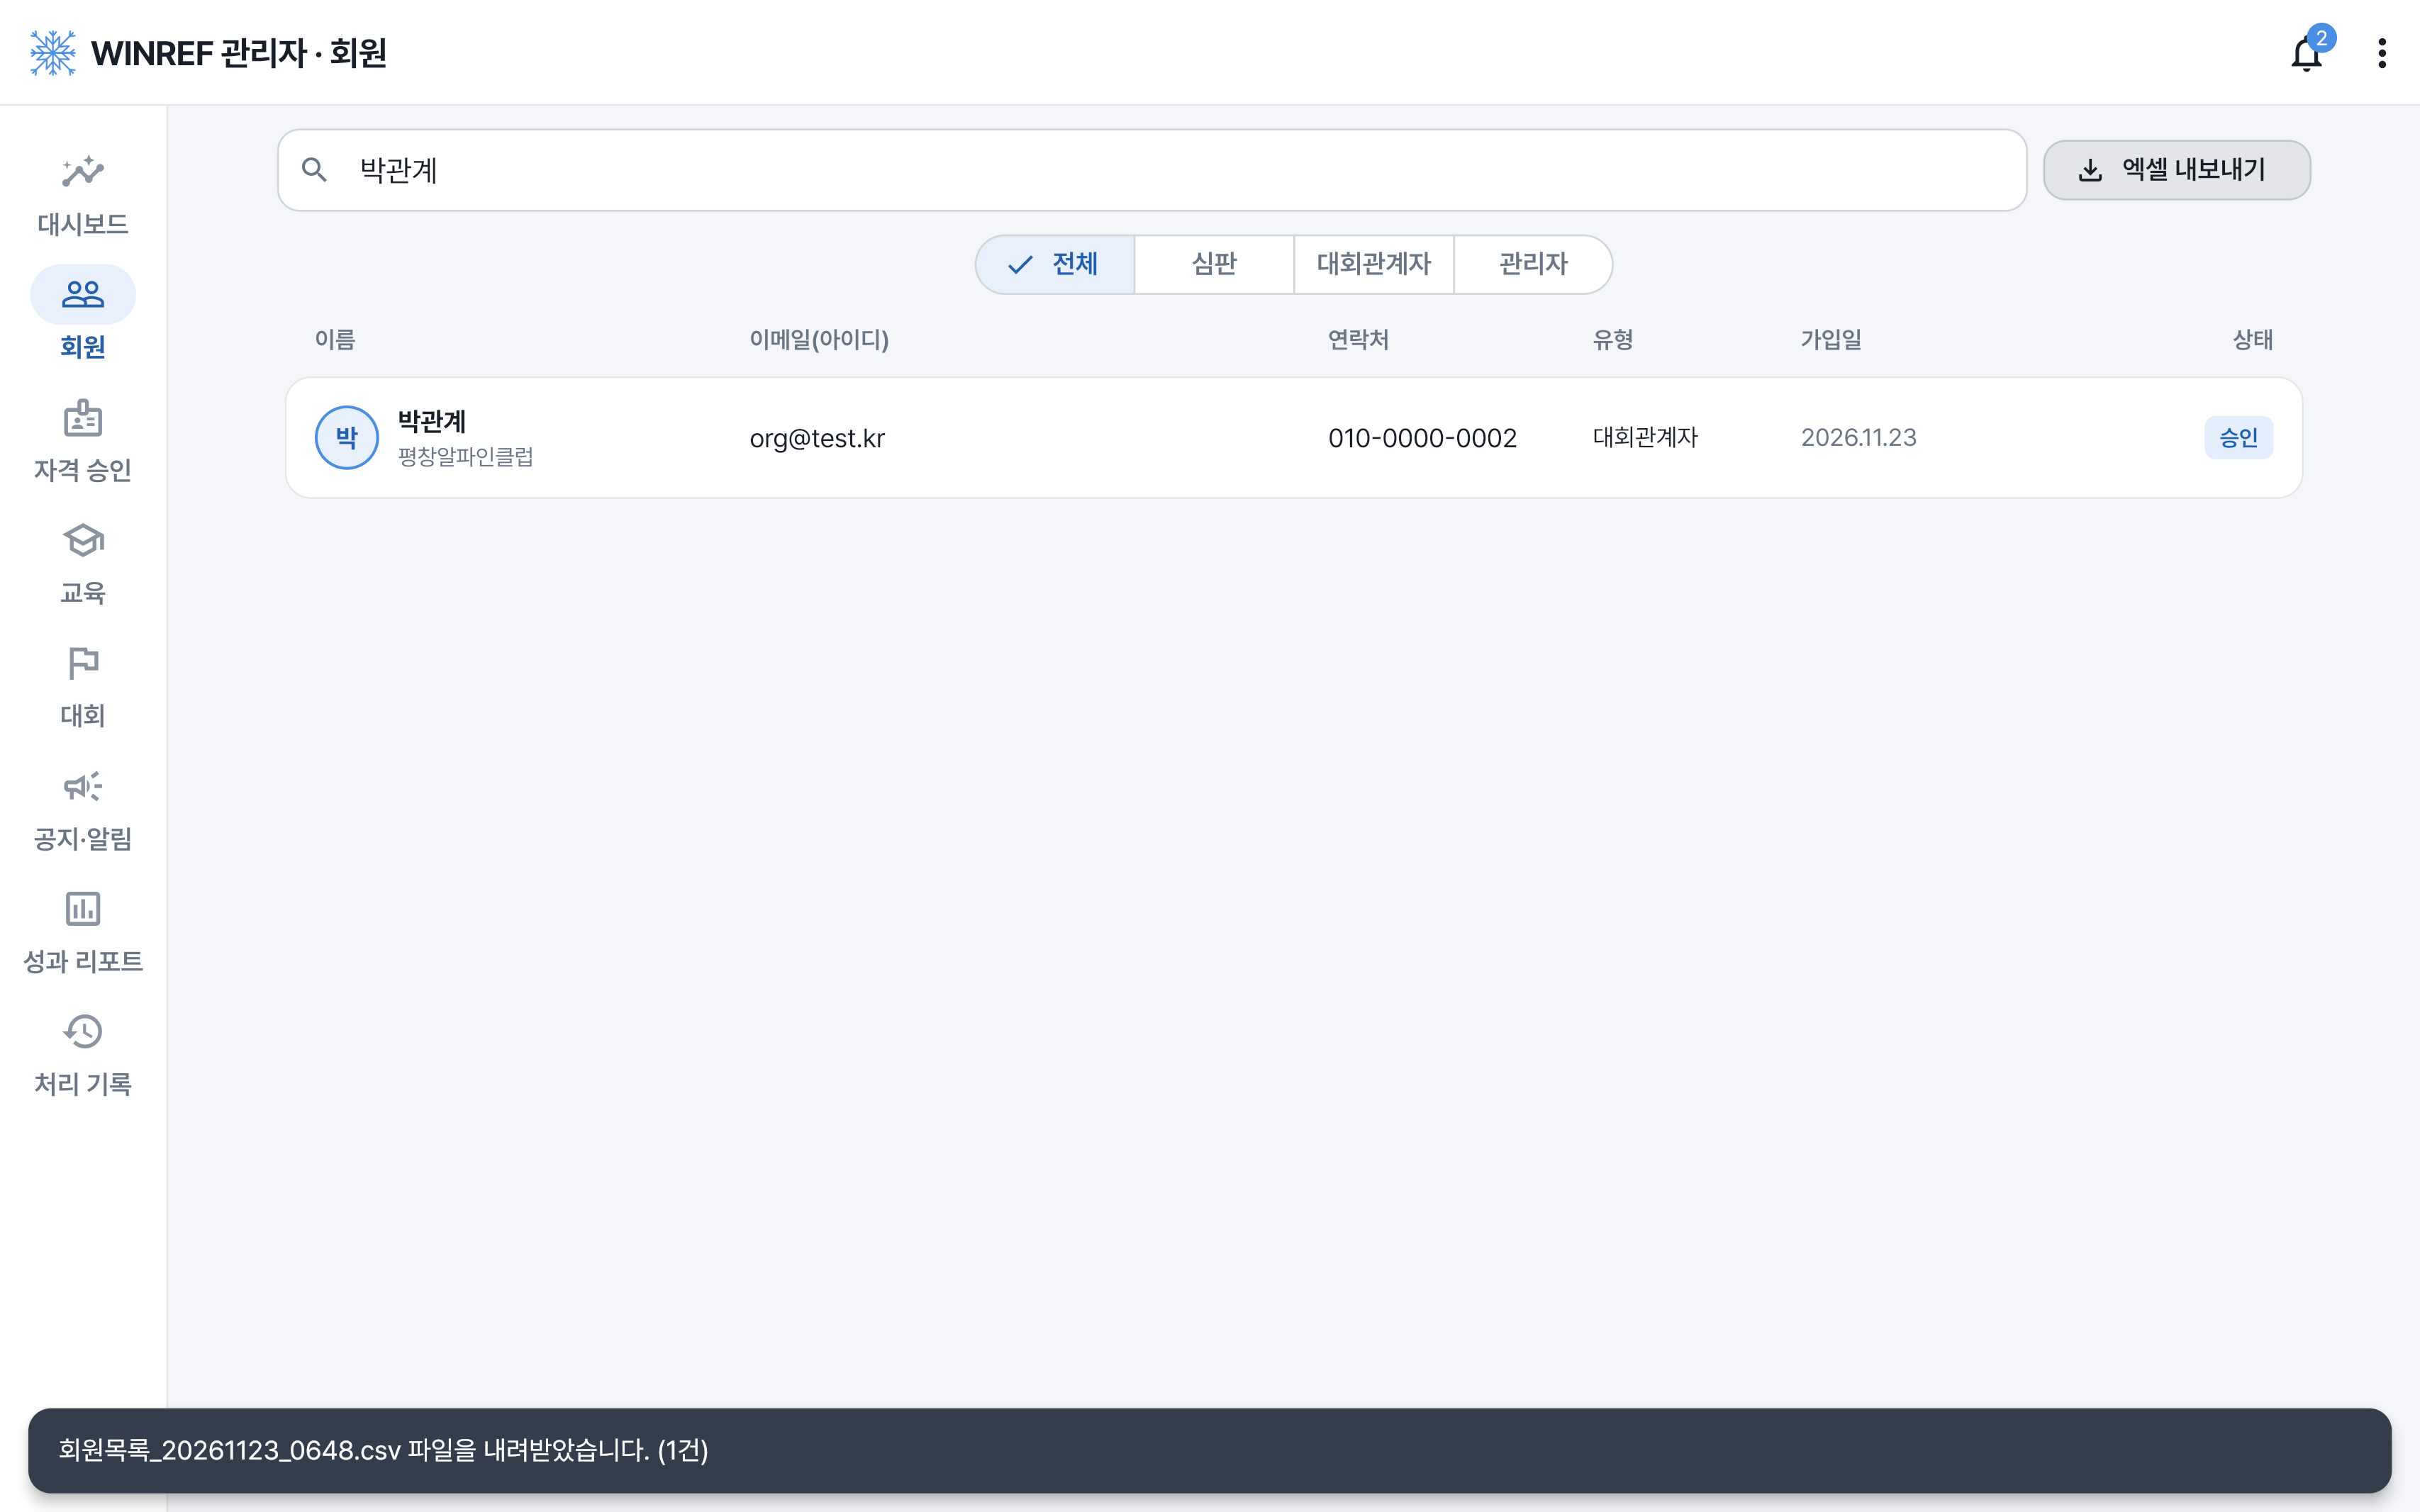 WINREF 관리자 · 회원
2
박관계
엑셀 내보내기
전체
심판
대회관계자
관리자
대시보드
회원
자격 승인
교육
대회
공지·알림
성과 리포트
처리 기록
이름
이메일(아이디)
연락처
유형
가입일
상태
박
박관계
평창알파인클럽
org@test.kr
010-0000-0002
대회관계자
2026.11.23
승인
회원목록_20261123_0648.csv 파일을 내려받았습니다. (1건)